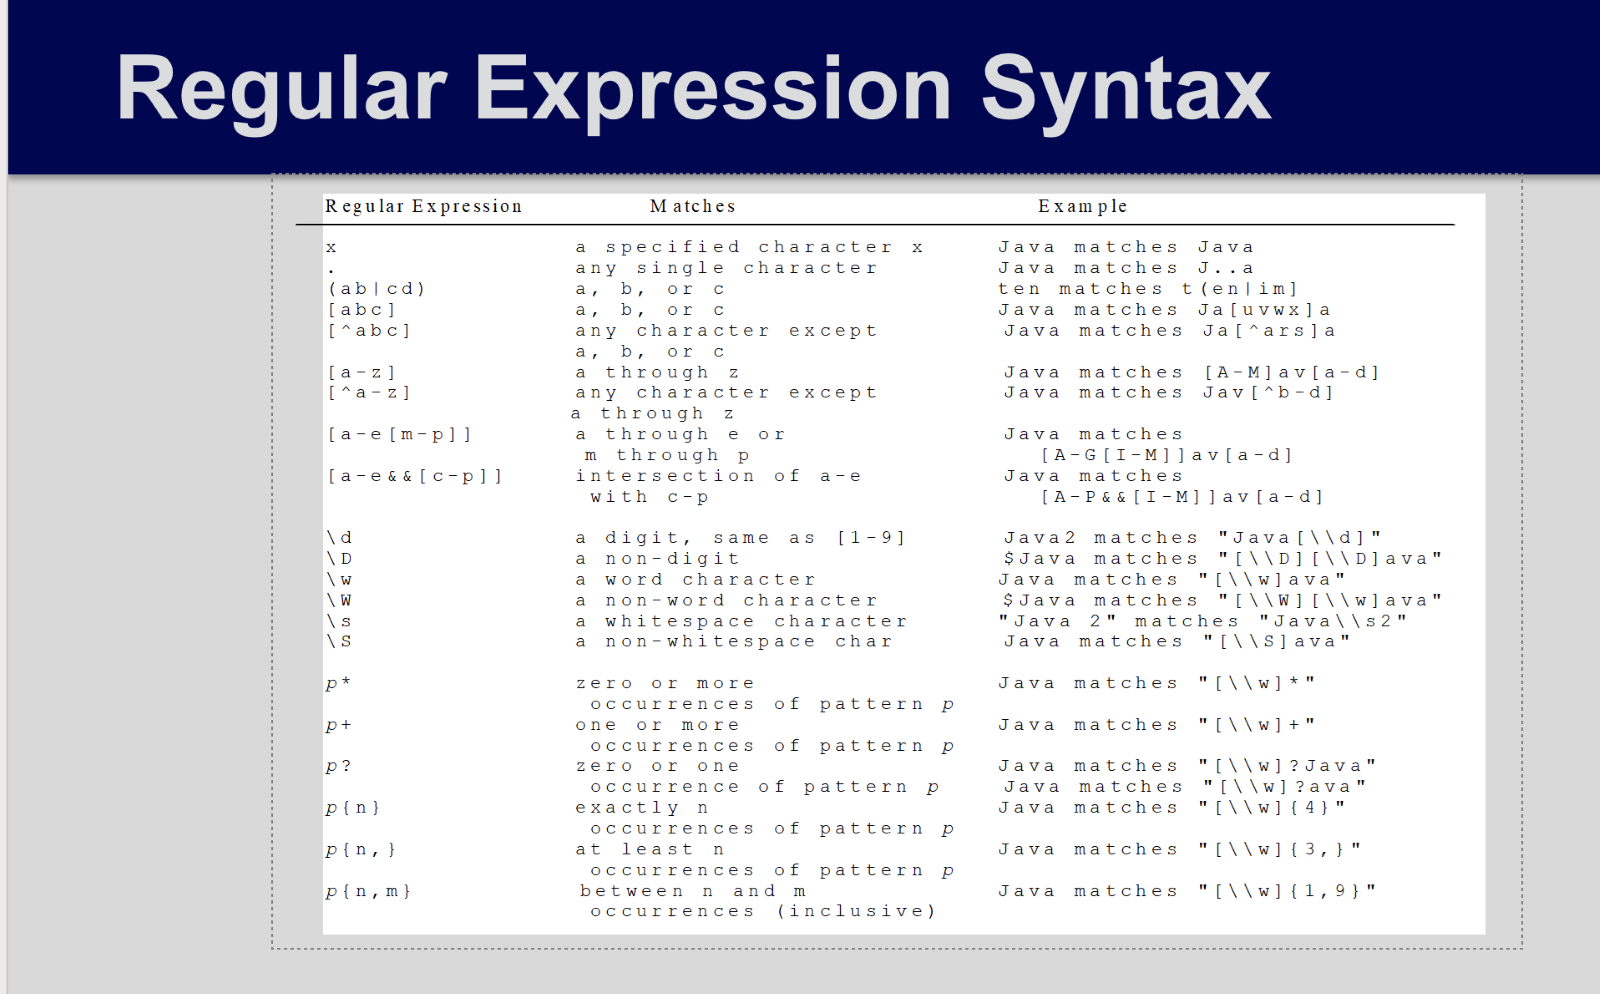 Regular Expression Syntax
Regular Expression Matches Example
x a specified character x Java matches Java
. any single character Java matches J..a
(ab|cd) a, b, or c ten matches t(en|im]
[abc] a, b, or c Java matches Ja[uvwx]a
[^abc] any character except Java matches Ja[^ars]a
a, b, or c
[a-z] a through z Java matches [A-M]av[a-d]
[^a-z] any character except Java matches Jav[^b-d]
a through z
[a-e[m-p]] a through e or Java matches
m through p [A-G[I-M]]av[a-d]
[a-e&&[c-p]] intersection of a-e Java matches
with c-p [A-P&&[I-M]]av[a-d]
\d a digit, same as [1-9] Java2 matches "Java[\\d]"
\D a non-digit $Java matches "[\\D][\\D]ava"
\w a word character Java matches "[\\w]ava"
\W a non-word character $Java matches "[\\W][\\w]ava"
\s a whitespace character "Java 2" matches "Java\\s2"
\S a non-whitespace char Java matches "[\\S]ava"
p* zero or more Java matches "[\\w]*"
occurrences of pattern p
p+ one or more Java matches "[\\w]+"
occurrences of pattern p
p? zero or one Java matches "[\\w]?Java"
occurrence of pattern p Java matches "[\\w]?ava"
p{n} exactly n Java matches "[\\w]{4}"
occurrences of pattern p
p{n,} at least n Java matches "[\\w]{3,}"
occurrences of pattern p
p{n,m} between n and m Java matches "[\\w]{1,9}"
occurrences (inclusive)